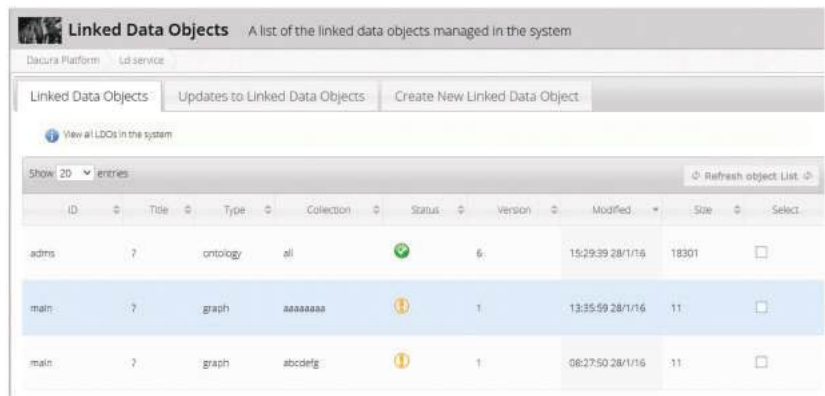 Linked Data Objects A list of the linked data objects managed in the system
Dacura Platform Ld service
Linked Data Objects Updates to Linked Data Objects Create New Linked Data Object
View all LDOs in the system
Show 20 entries Refresh object List
ID Title Type Collection Status Version Modified Size Select
adms ? ontology all 6 15:29:39 28/1/16 18301
main ? graph aaaaaaaa 1 13:35:59 28/1/16 11
main ? graph abcdefg 1 08:27:50 28/1/16 11